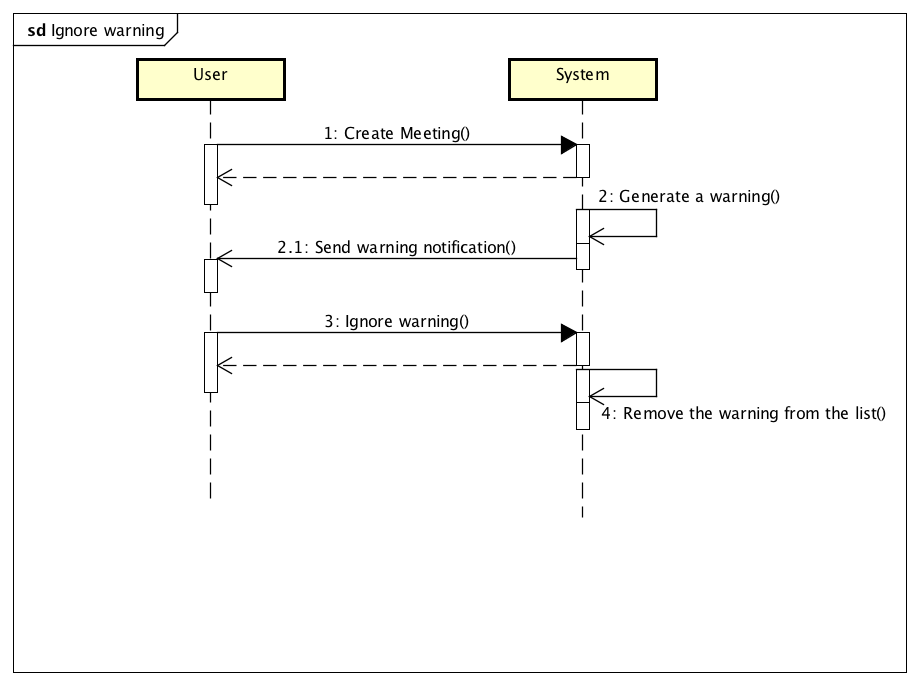 sd Ignore warning
User
System
1: Create Meeting()
2: Generate a warning()
2.1: Send warning notification()
3: Ignore warning()
4: Remove the warning from the list()